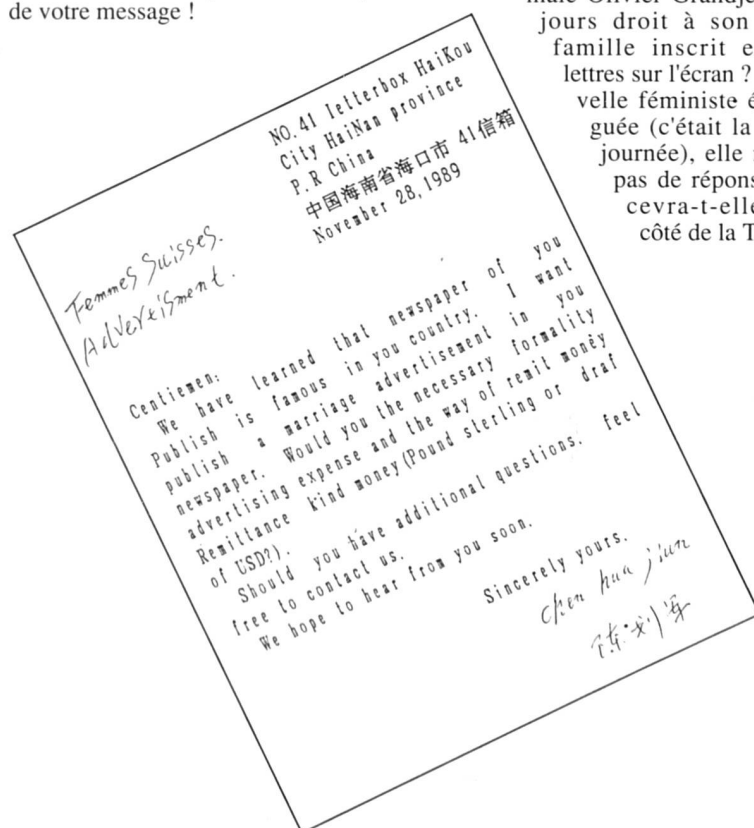 de votre message !
jours droit à son
famille inscrit e
lettres sur l'écran ?
velle féministe é
guée (c'était la
journée), elle
pas de répons
cevra-t-elle
côté de la T
NO.41 letterbox HaiKou
City HaiNan province
P.R China
中国海南省海口市 41信箱
November 28,1989
Femmes Suisses.
Advertisment.
Centiemen:
We have learned that newspaper of you
Publish is famous in you country. I want
publish a marriage advertisement in you
newspaper. Would you the necessary formality
advertising expense and the way of remit money
Remittance kind money(Pound sterling or draf
of USD?).
Should you have additional questions. feel
free to contact us.
We hope to hear from you soon.
Sincerely yours.
chen hua jian